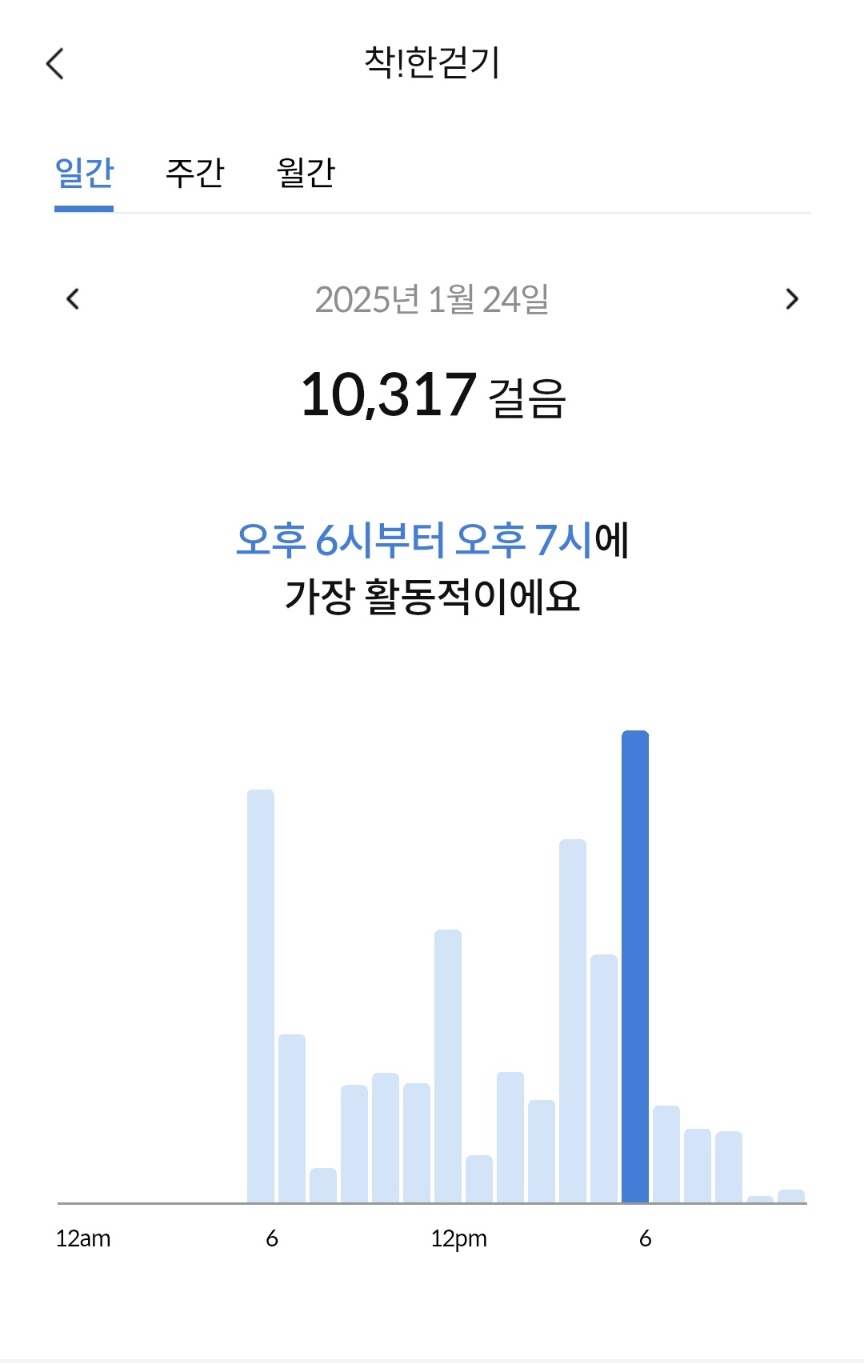 착!한걷기
일간 주간 월간
2025년 1월 24일
10,317 걸음
오후 6시부터 오후 7시에
가장 활동적이에요
12am 6 12pm 6